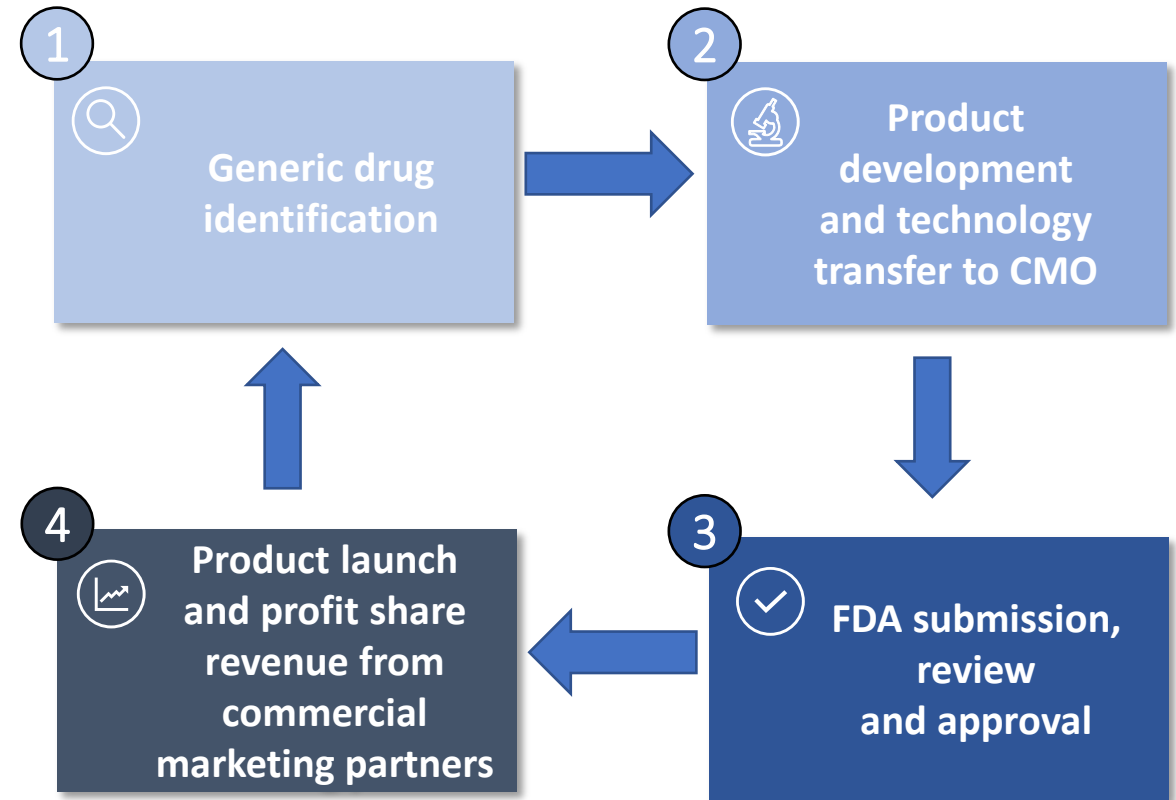 1
Generic drug
identification
2
Product
development
and technology
transfer to CMO
3
FDA submission,
review
and approval
4
Product launch
and profit share
revenue from
commercial
marketing partners